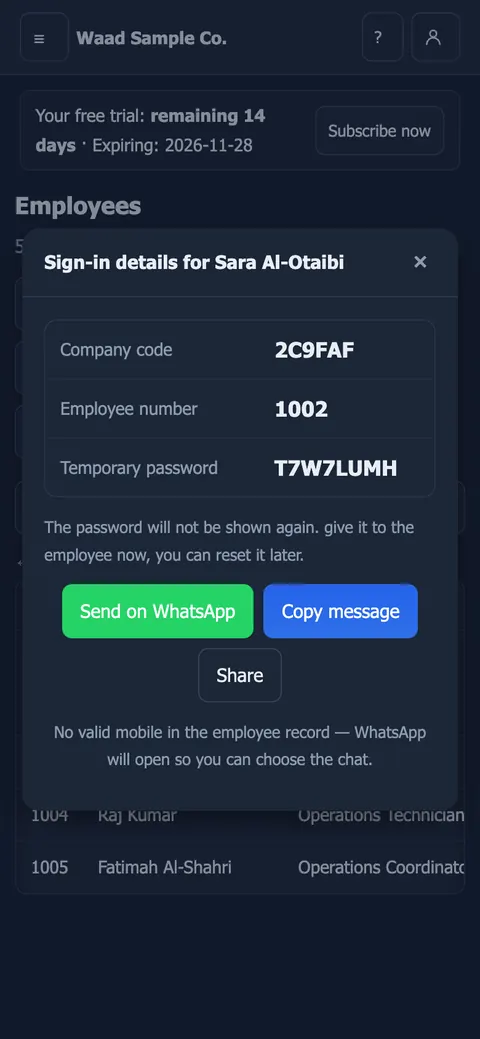 ≡ Waad Sample Co. ?
Your free trial: remaining 14
days · Expiring: 2026-11-28
Subscribe now
Employees
5
Sign-in details for Sara Al-Otaibi ×
Company code 2C9FAF
Employee number 1002
Temporary password T7W7LUMH
The password will not be shown again. give it to the
employee now, you can reset it later.
Send on WhatsApp Copy message
Share
No valid mobile in the employee record — WhatsApp
will open so you can choose the chat.
1004 Raj Kumar Operations Technician
1005 Fatimah Al-Shahri Operations Coordinato